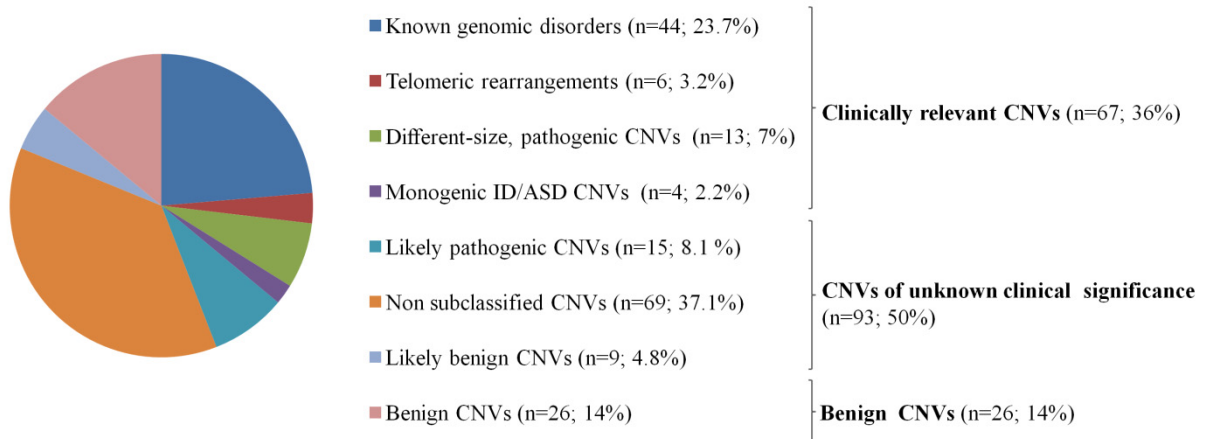 Known genomic disorders (n=44; 23.7%)
Telomeric rearrangements (n=6; 3.2%)
Different-size, pathogenic CNVs (n=13; 7%)
Monogenic ID/ASD CNVs (n=4; 2.2%)
Likely pathogenic CNVs (n=15; 8.1 %)
Non subclassified CNVs (n=69; 37.1%)
Likely benign CNVs (n=9; 4.8%)
Benign CNVs (n=26; 14%)
Clinically relevant CNVs (n=67; 36%)
CNVs of unknown clinical significance
(n=93; 50%)
Benign CNVs (n=26; 14%)